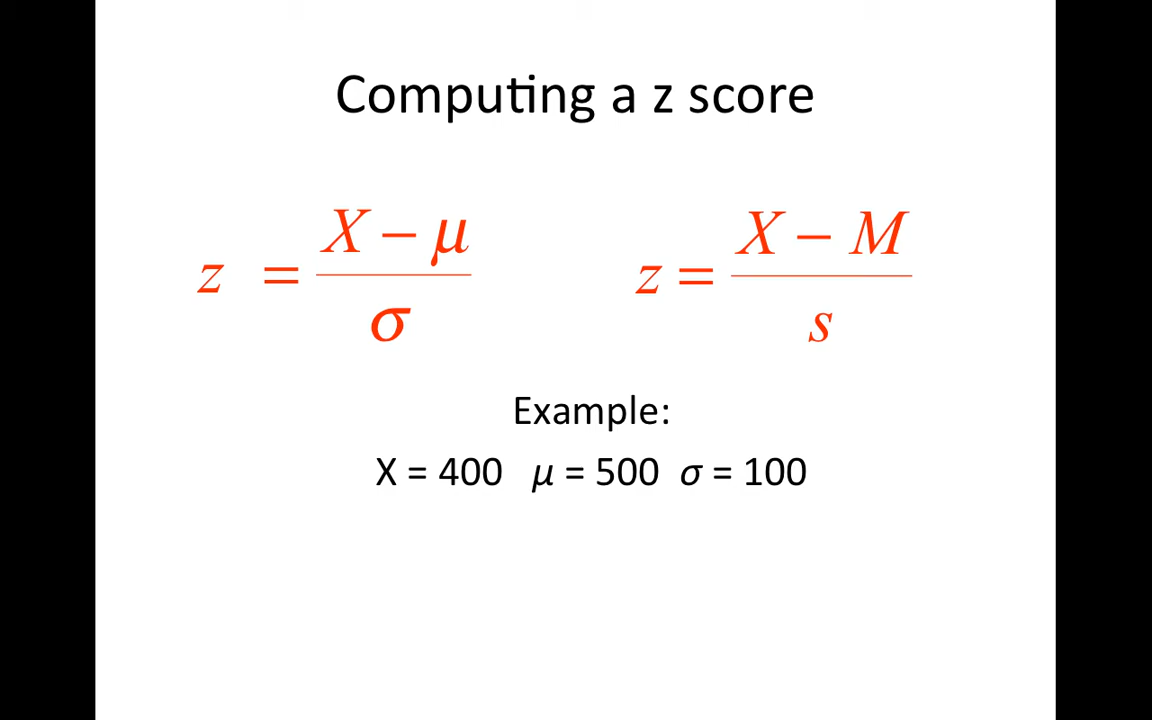 Computing a z score
z = X − μ / σ
z = X − M / s
Example:
X = 400 μ = 500 σ = 100